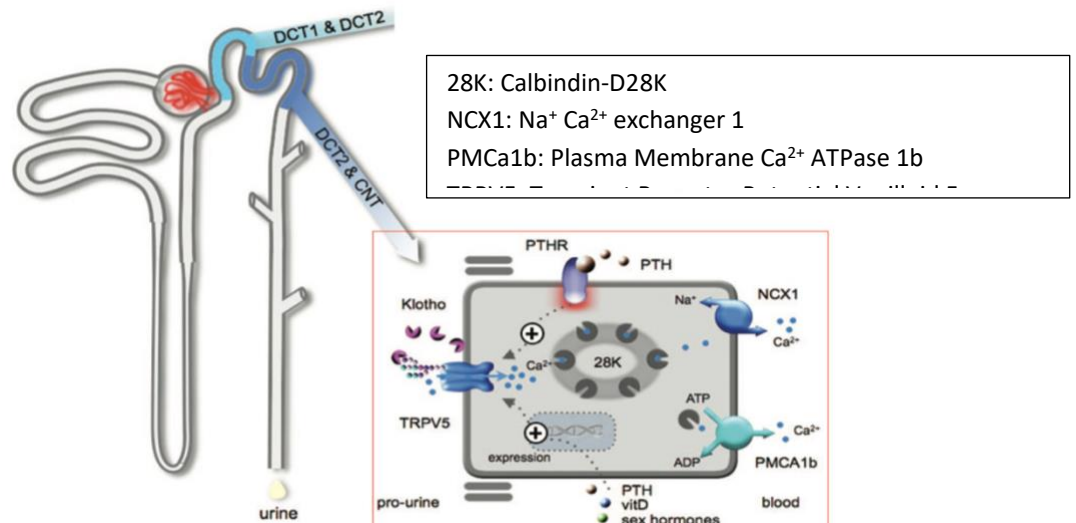 DCT1 & DCT2
28K: Calbindin-D28K
NCX1: Na⁺ Ca²⁺ exchanger 1
PMCa1b: Plasma Membrane Ca²⁺ ATPase 1b
DCT2 & CNT
PTHR
PTH
Klotho
Na⁺
NCX1
Ca²⁺
+
Ca²⁺
28K
TRPV5
ATP
Ca²⁺
+
expression
ADP
PMCA1b
pro-urine
PTH
vitD
sex hormones
blood
urine